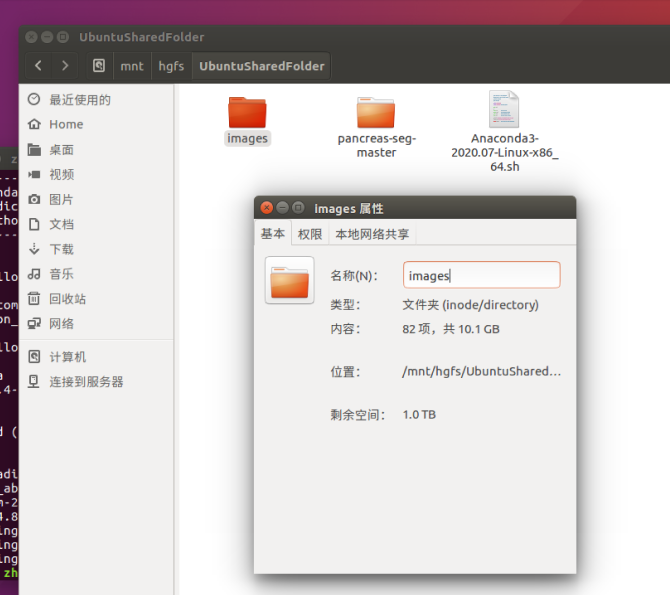 UbuntuSharedFolder
mnt
hgfs
UbuntuSharedFolder
最近使用的
Home
桌面
视频
图片
文档
下载
音乐
回收站
网络
计算机
连接到服务器
images
pancreas-seg-
master
Anaconda3-
2020.07-Linux-x86_
64.sh
images 属性
基本
权限
本地网络共享
名称(N):
images
类型:
文件夹 (inode/directory)
内容:
82 项，共 10.1 GB
位置:
/mnt/hgfs/UbuntuShared…
剩余空间:
1.0 TB